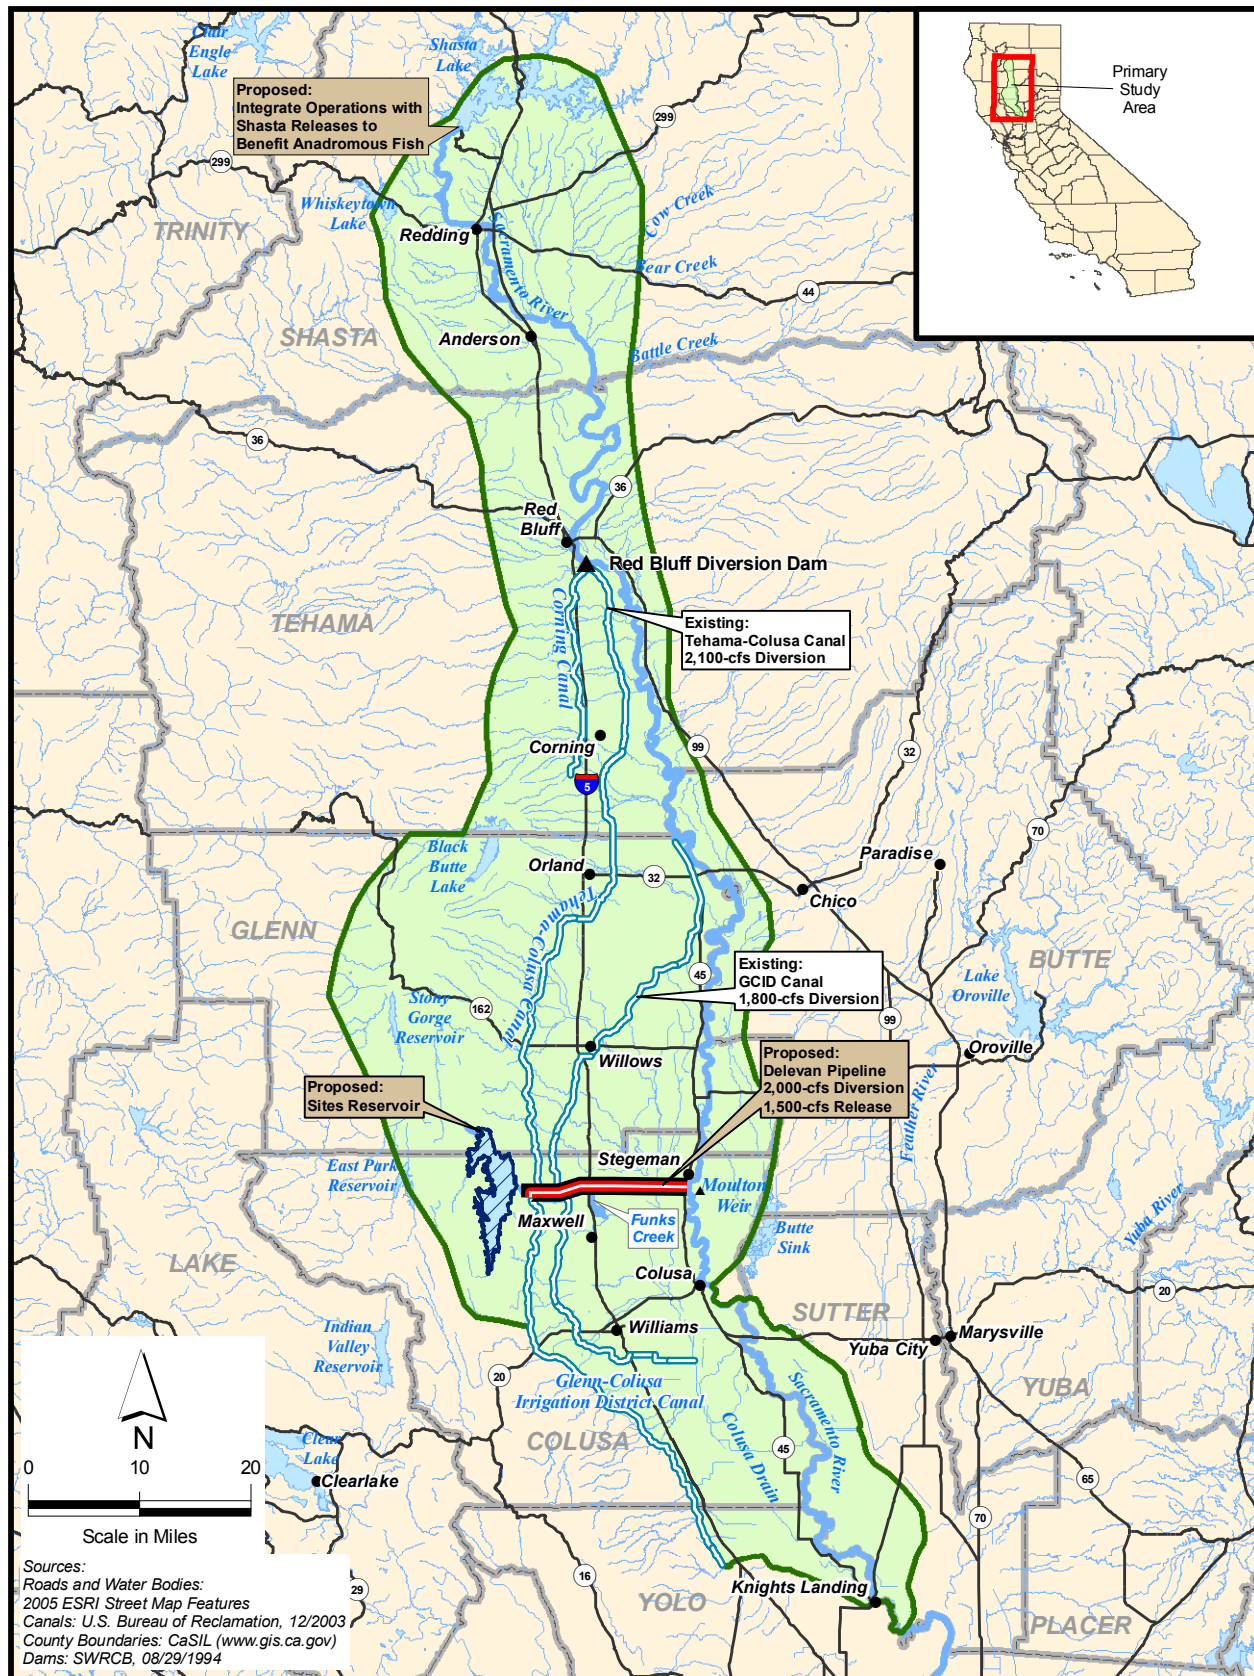 Clair
Engle
Lake
Shasta
Lake
Proposed:
Integrate Operations with
Shasta Releases to
Benefit Anadromous Fish
Primary
Study
Area
299
299
Whiskeytown
Lake
TRINITY
Redding
Sacramento River
Cow Creek
Bear Creek
44
SHASTA
Anderson
Battle Creek
36
36
Red
Bluff
Red Bluff Diversion Dam
Corning Canal
TEHAMA
Existing:
Tehama-Colusa Canal
2,100-cfs Diversion
Corning
5
99
32
70
Black
Butte
Lake
Orland
32
Paradise
Chico
Tehama-Colusa Canal
GLENN
BUTTE
45
Existing:
GCID Canal
1,800-cfs Diversion
Lake
Oroville
Stony
Gorge
Reservoir
162
99
Willows
Oroville
Proposed:
Delevan Pipeline
2,000-cfs Diversion
1,500-cfs Release
Proposed:
Sites Reservoir
Feather River
East Park
Reservoir
Stegeman
Moulton
Weir
Maxwell
Funks
Creek
Butte
Sink
Yuba River
LAKE
Colusa
SUTTER
20
Indian
Valley
Reservoir
Williams
Yuba City
Marysville
20
Glenn-Colusa
Irrigation District Canal
YUBA
COLUSA
Colusa Drain
45
Sacramento River
N
Clear
Lake
Clearlake
65
70
0 10 20
Scale in Miles
16
29
YOLO
Knights Landing
PLACER
Sources:
Roads and Water Bodies:
2005 ESRI Street Map Features
Canals: U.S. Bureau of Reclamation, 12/2003
County Boundaries: CaSIL (www.gis.ca.gov)
Dams: SWRCB, 08/29/1994